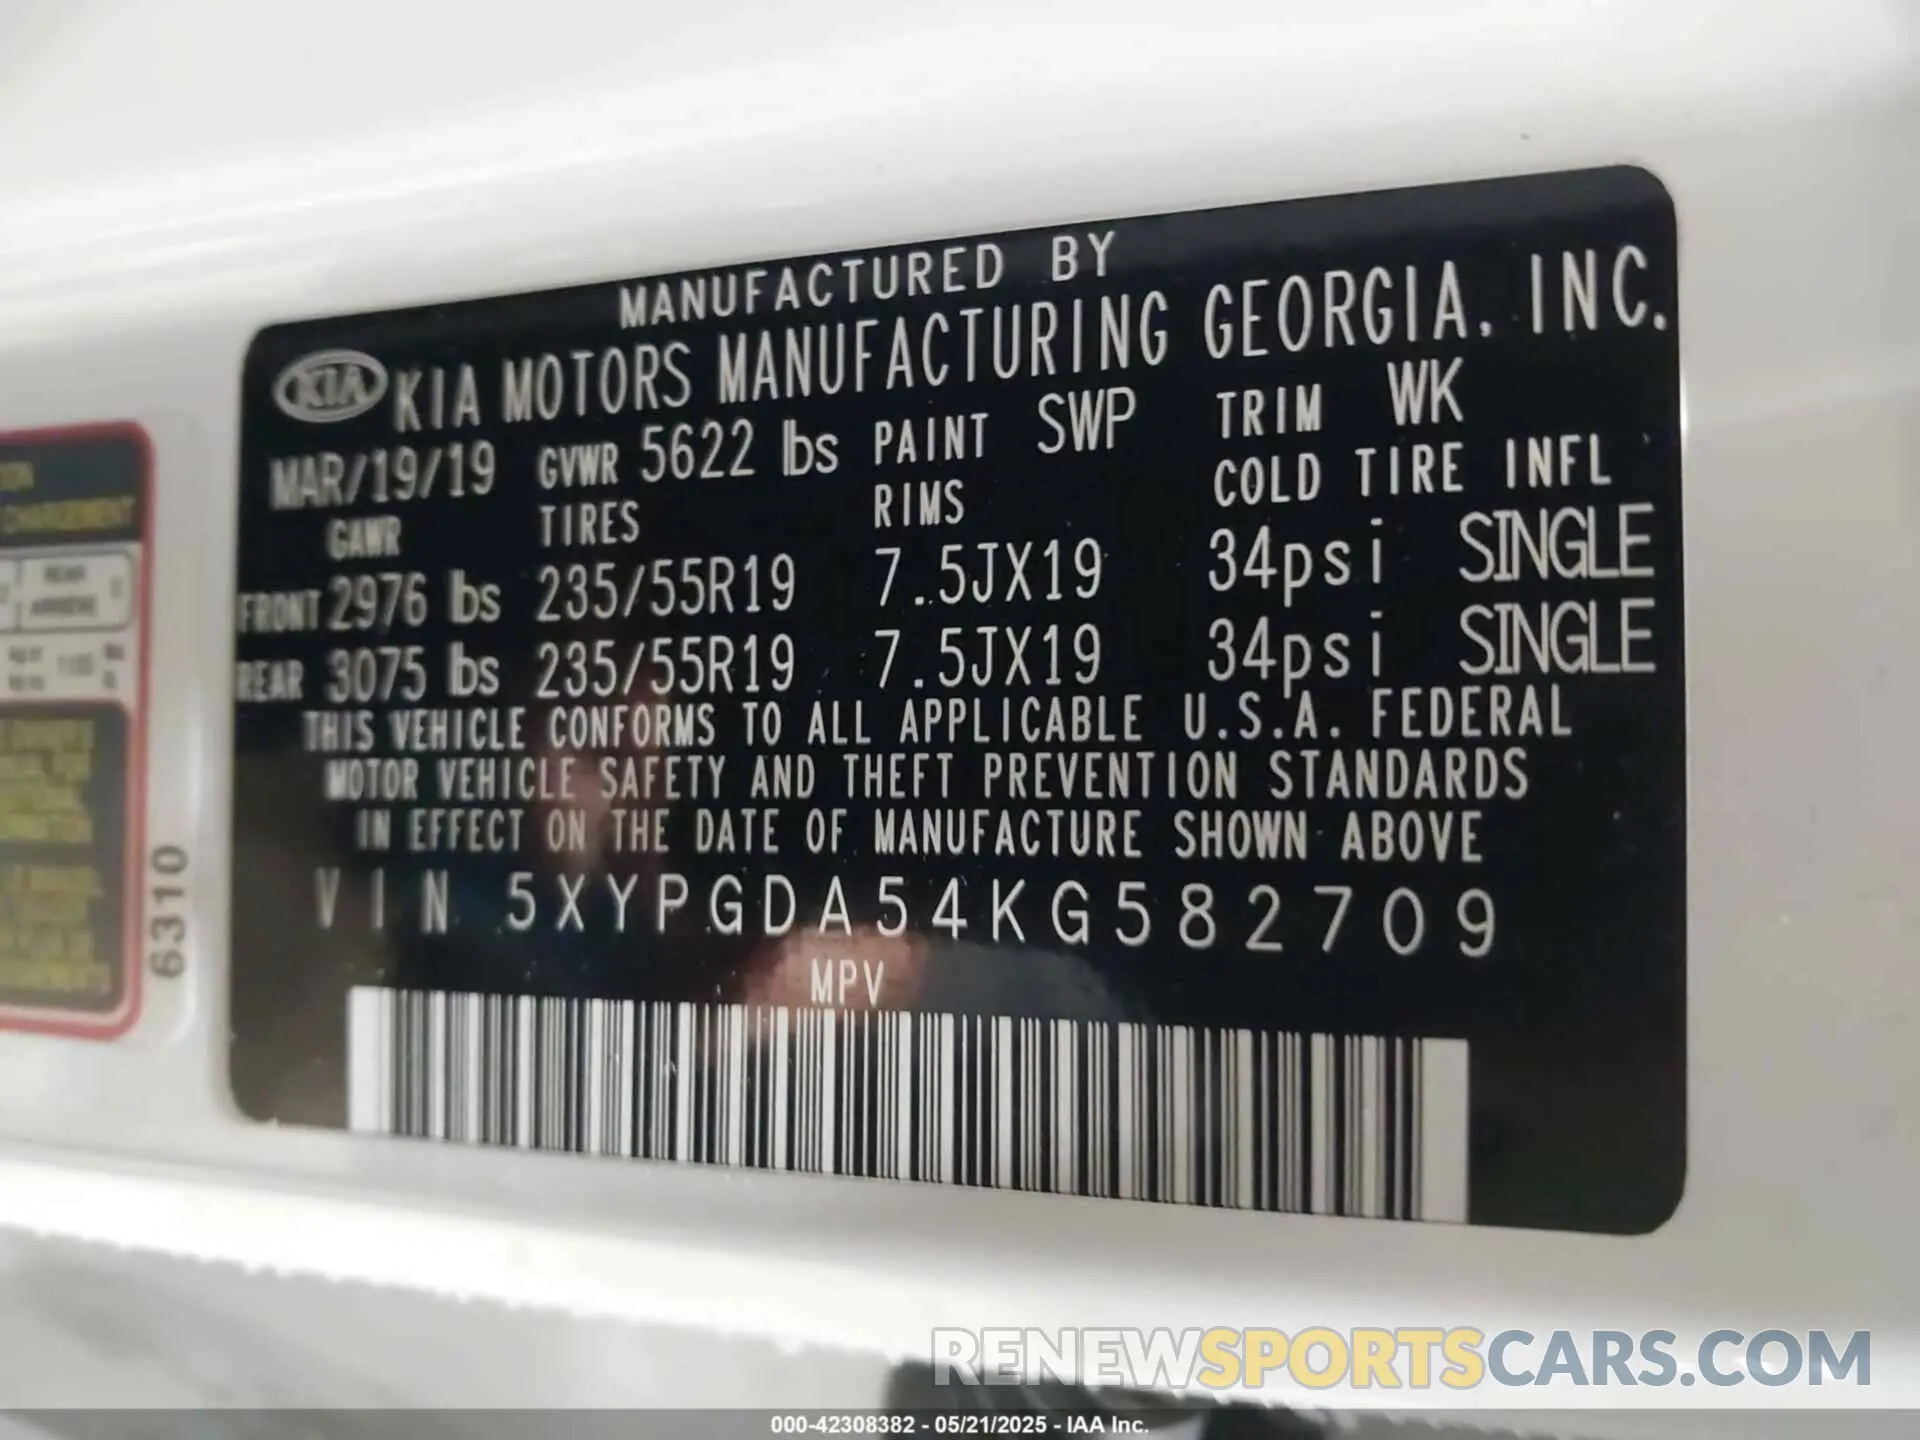 MANUFACTURED BY
KIA KIA MOTORS MANUFACTURING GEORGIA, INC.
MAR/19/19 GVWR 5622 lbs PAINT SWP TRIM WK
GAWR TIRES RIMS COLD TIRE INFL
FRONT 2976 lbs 235/55R19 7.5JX19 34psi SINGLE
REAR 3075 lbs 235/55R19 7.5JX19 34psi SINGLE
THIS VEHICLE CONFORMS TO ALL APPLICABLE U.S.A. FEDERAL
MOTOR VEHICLE SAFETY AND THEFT PREVENTION STANDARDS
IN EFFECT ON THE DATE OF MANUFACTURE SHOWN ABOVE
VIN 5XYPGDA54KG582709
MPV
REAR
6310
RENEWSPORTSCARS.COM
000-42308382 - 05/21/2025 - IAA Inc.